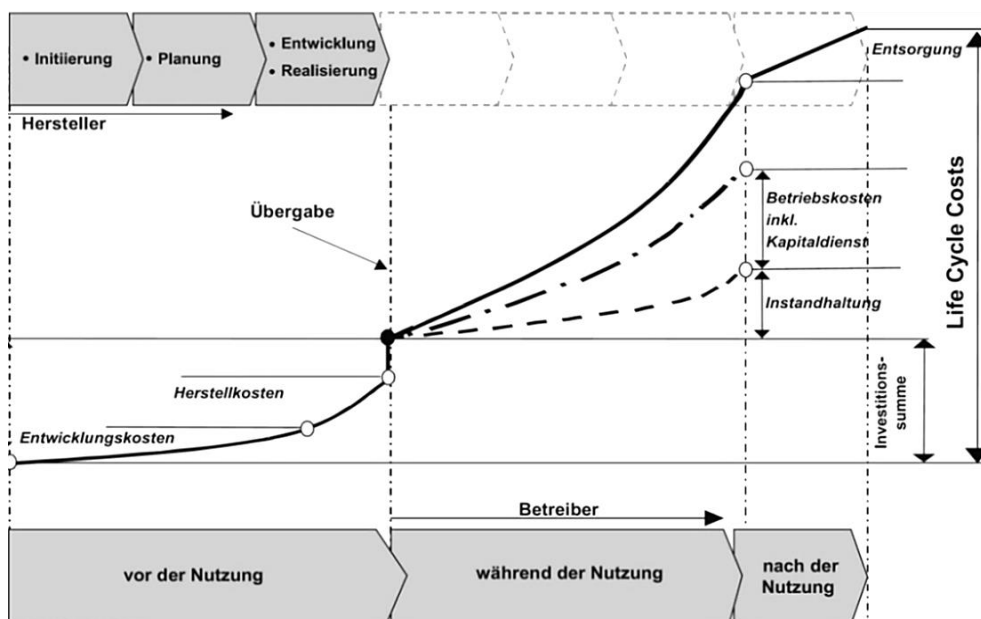 • Initiierung
• Planung
• Entwicklung
• Realisierung
Hersteller
Entsorgung
Übergabe
Betriebskosten
inkl.
Kapitaldienst
Instandhaltung
Life Cycle Costs
Herstellkosten
Entwicklungskosten
Investitions-
summe
Betreiber
vor der Nutzung
während der Nutzung
nach der
Nutzung